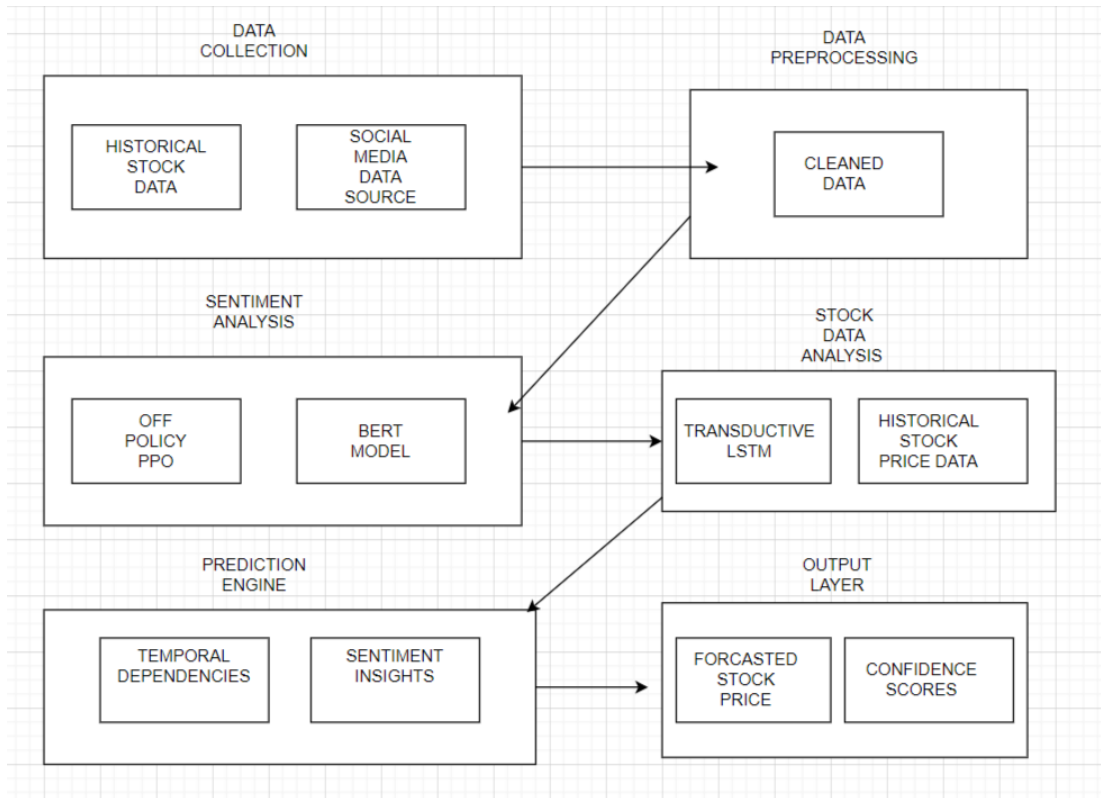 DATA
COLLECTION
HISTORICAL
STOCK
DATA
SOCIAL
MEDIA
DATA
SOURCE
DATA
PREPROCESSING
CLEANED
DATA
SENTIMENT
ANALYSIS
OFF
POLICY
PPO
BERT
MODEL
STOCK
DATA
ANALYSIS
TRANSDUCTIVE
LSTM
HISTORICAL
STOCK
PRICE DATA
PREDICTION
ENGINE
TEMPORAL
DEPENDENCIES
SENTIMENT
INSIGHTS
OUTPUT
LAYER
FORCASTED
STOCK
PRICE
CONFIDENCE
SCORES